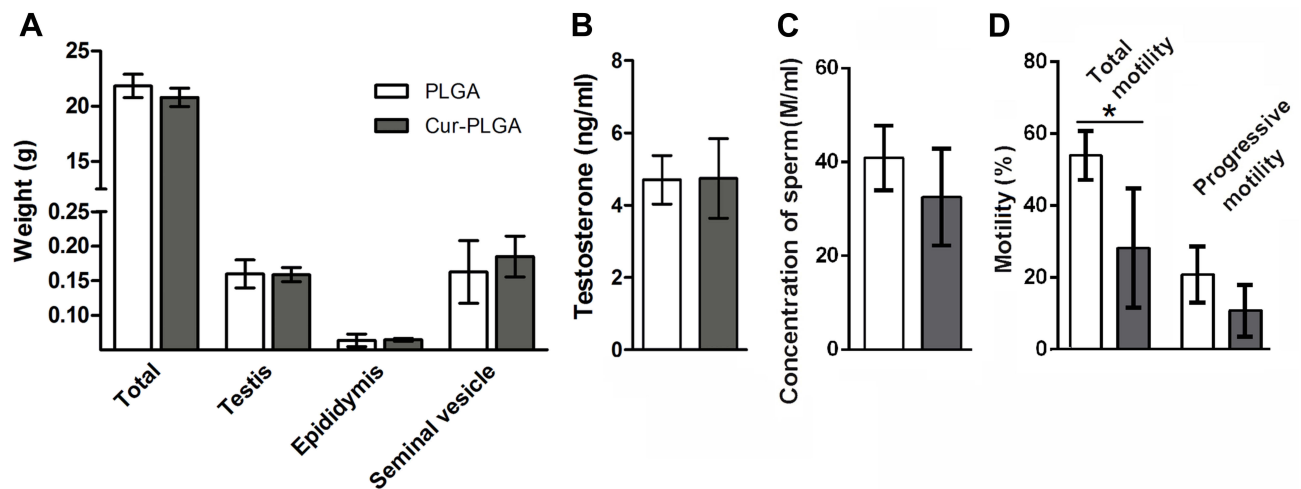 A
Weight (g)
25
20
15
0.25
0.20
0.15
0.10
PLGA
Cur-PLGA
Total
Testis
Epididymis
Seminal vesicle
B
Testosterone (ng/ml)
8
6
4
2
0
C
Concentration of sperm(M/ml)
60
40
20
0
D
Motility (%)
80
60
40
20
0
Total
motility
*
Progressive
motility